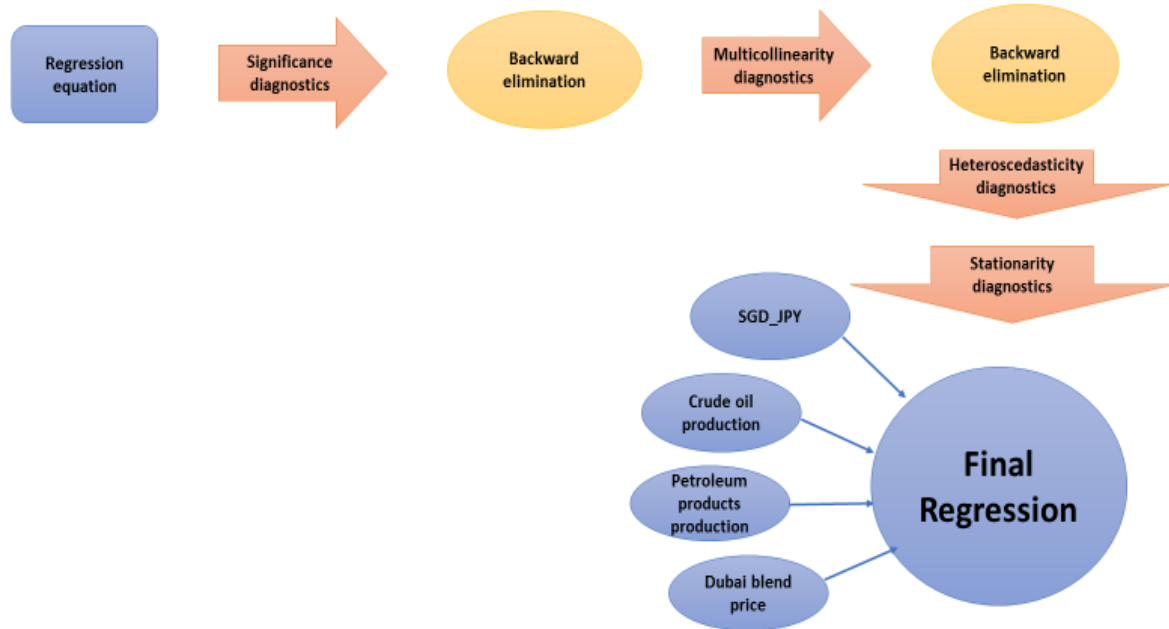 Regression
equation
Significance
diagnostics
Backward
elimination
Multicollinearity
diagnostics
Backward
elimination
Heteroscedasticity
diagnostics
Stationarity
diagnostics
SGD_JPY
Crude oil
production
Petroleum
products
production
Dubai blend
price
Final
Regression